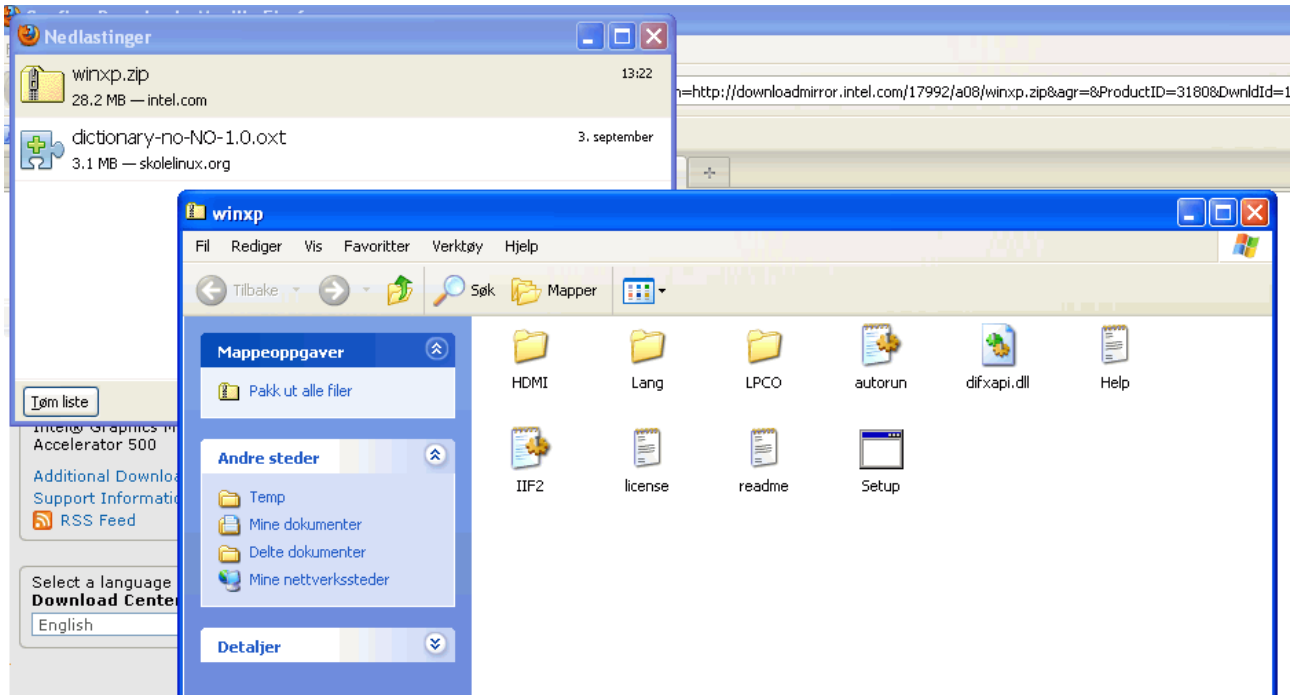 Nedlastinger
winxp.zip
13:22
28.2 MB — intel.com
n=http://downloadmirror.intel.com/17992/a08/winxp.zip&agr=&ProductID=3180&DwnldId=1
dictionary-no-NO-1.0.oxt
3. september
3.1 MB — skolelinux.org
Tøm liste
winxp
Fil Rediger Vis Favoritter Verktøy Hjelp
Tilbake Søk Mapper
Mappeoppgaver
Pakk ut alle filer
Andre steder
Temp
Mine dokumenter
Delte dokumenter
Mine nettverkssteder
Detaljer
HDMI Lang LPCO autorun difxapi.dll Help
IIF2 license readme Setup
Intel® Graphics
Accelerator 500
Additional
Support
RSS Feed
Select a language
Download Center
English